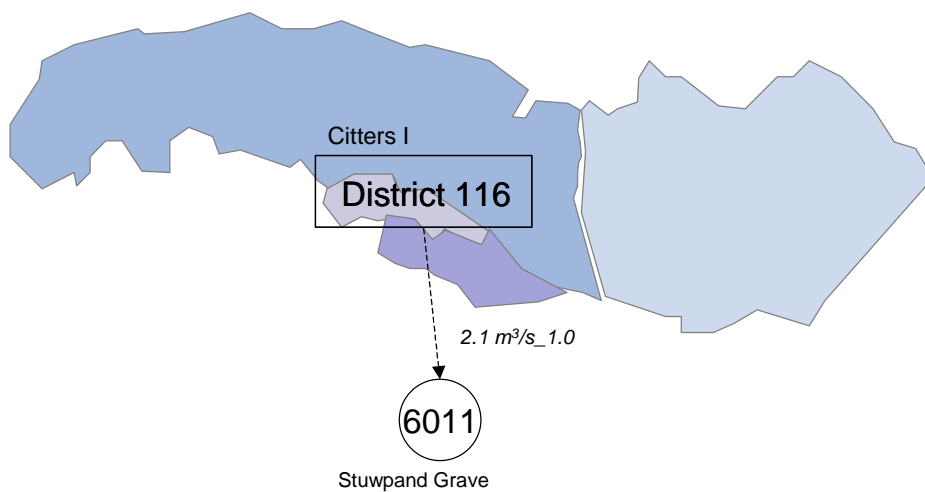 Citters I
District 116
2.1 m³/s_1.0
6011
Stuwpand Grave